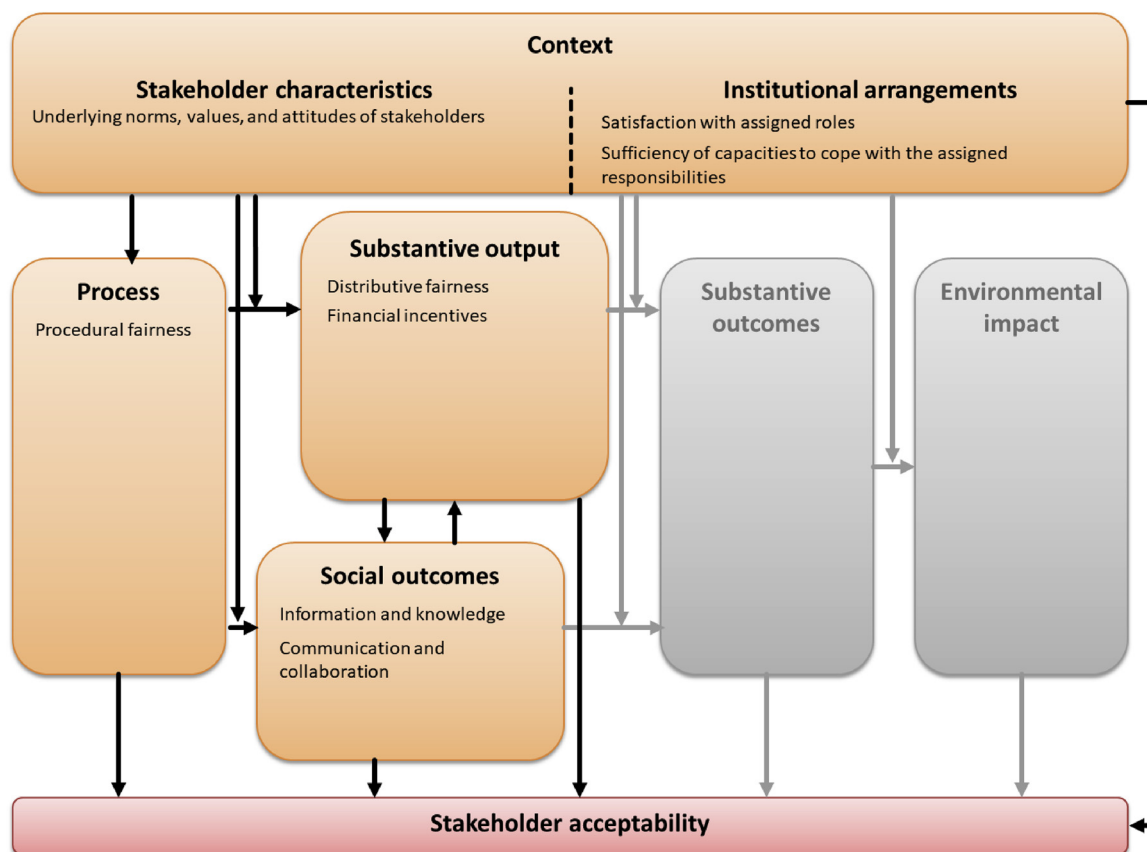 Context
Stakeholder characteristics
Underlying norms, values, and attitudes of stakeholders
Institutional arrangements
Satisfaction with assigned roles
Sufficiency of capacities to cope with the assigned
responsibilities
Process
Procedural fairness
Substantive output
Distributive fairness
Financial incentives
Social outcomes
Information and knowledge
Communication and
collaboration
Substantive
outcomes
Environmental
impact
Stakeholder acceptability